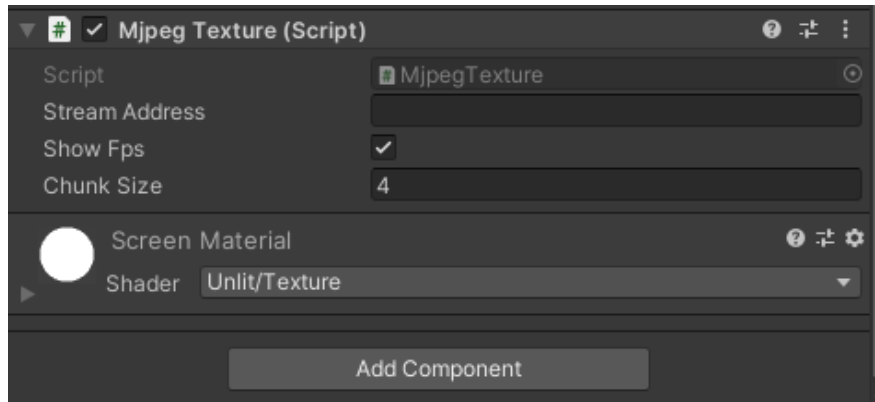 # Mjpeg Texture (Script)
Script # MjpegTexture
Stream Address
Show Fps
Chunk Size 4
Screen Material
Shader Unlit/Texture
Add Component